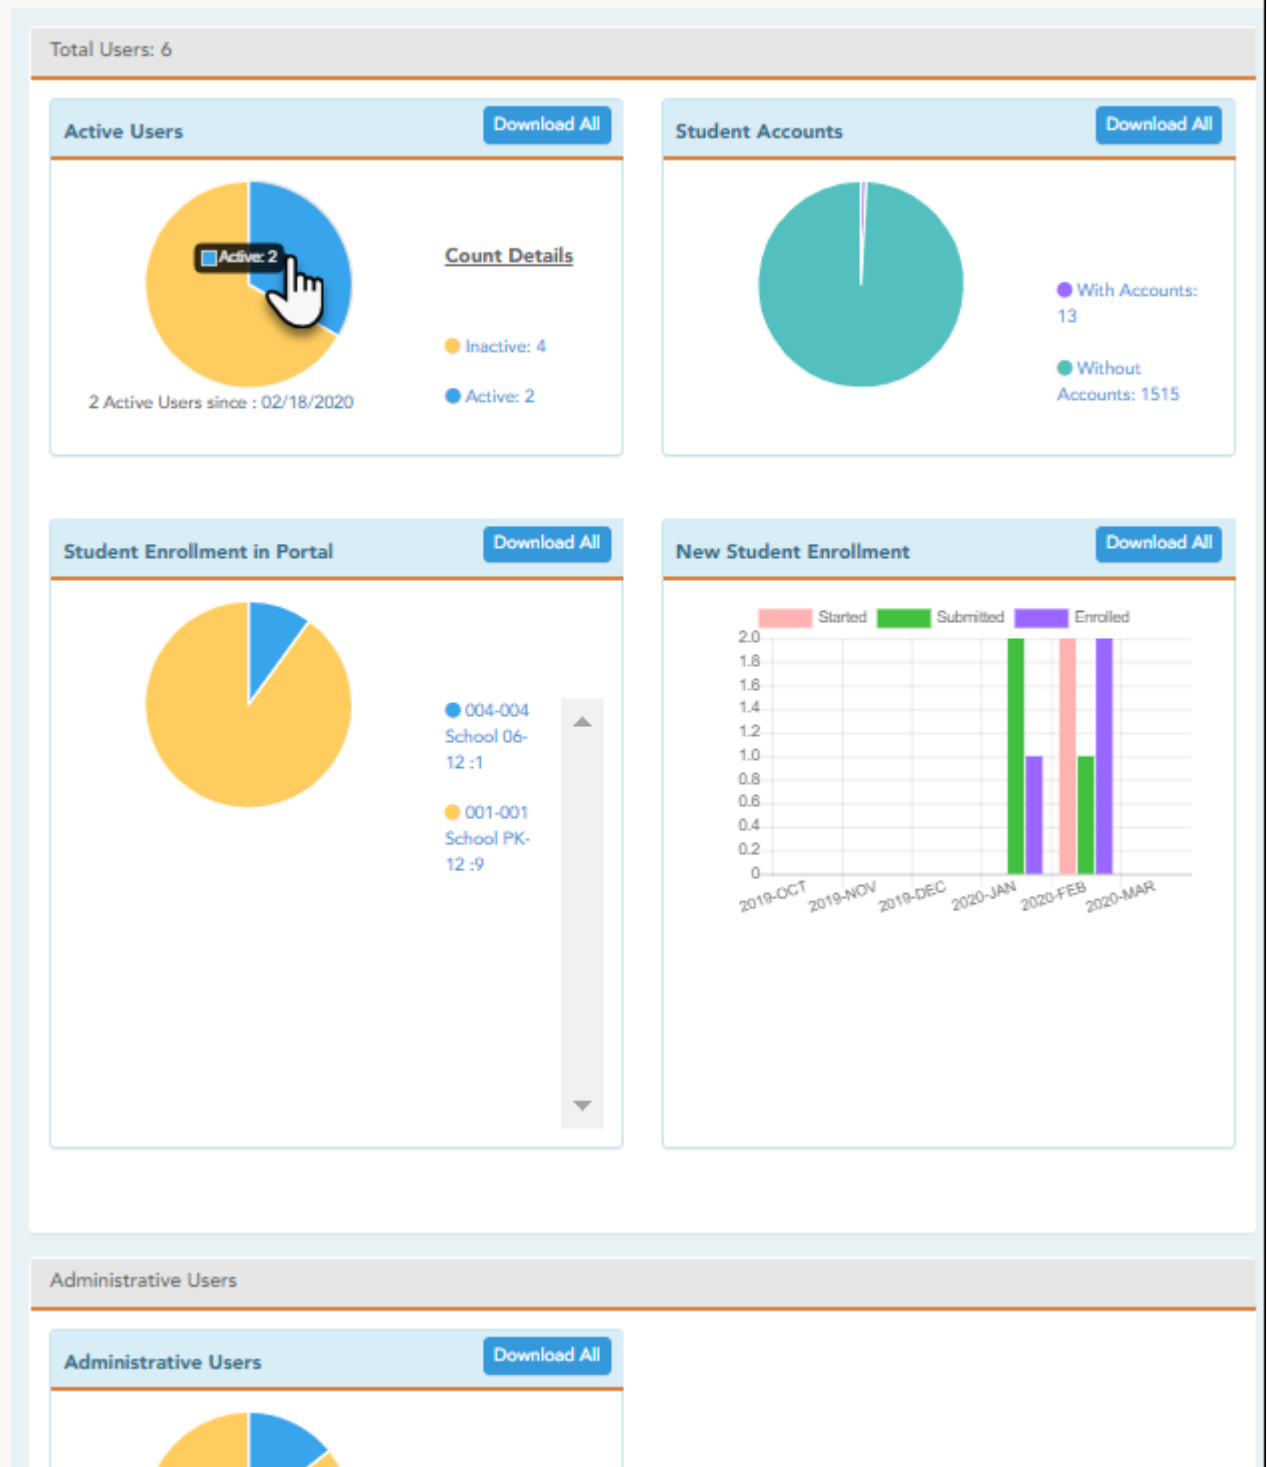 Total Users: 6
Active Users
Download All
Active: 2
Count Details
Inactive: 4
Active: 2
2 Active Users since : 02/18/2020
Student Accounts
Download All
With Accounts:
13
Without
Accounts: 1515
Student Enrollment in Portal
Download All
004-004
School 06-
12 :1
001-001
School PK-
12 :9
New Student Enrollment
Download All
Started Submitted Enrolled
2.0
1.8
1.6
1.4
1.2
1.0
0.8
0.6
0.4
0.2
0
2019-OCT 2019-NOV 2019-DEC 2020-JAN 2020-FEB 2020-MAR
Administrative Users
Administrative Users
Download All